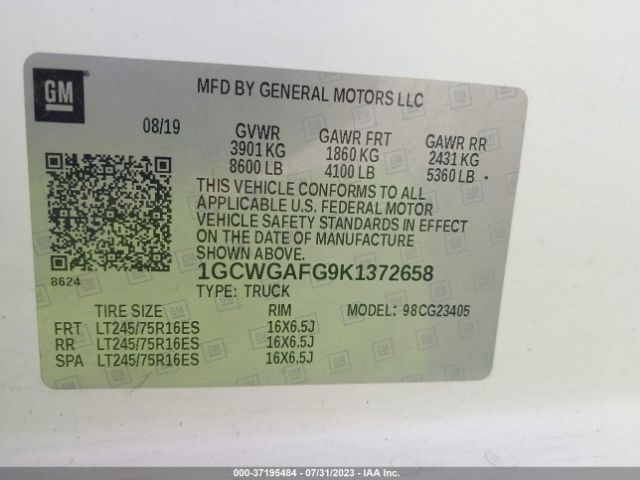 GM
MFD BY GENERAL MOTORS LLC
08/19
GVWR GAWR FRT GAWR RR
3901 KG 1860 KG 2431 KG
8600 LB 4100 LB 5360 LB
THIS VEHICLE CONFORMS TO ALL
APPLICABLE U.S. FEDERAL MOTOR
VEHICLE SAFETY STANDARDS IN EFFECT
ON THE DATE OF MANUFACTURE
SHOWN ABOVE.
8624
1GCWGAFG9K1372658
TYPE: TRUCK MODEL: 98CG23405
TIRE SIZE RIM
FRT LT245/75R16ES 16X6.5J
RR LT245/75R16ES 16X6.5J
SPA LT245/75R16ES 16X6.5J
000-37195484 - 07/31/2023 - IAA Inc.